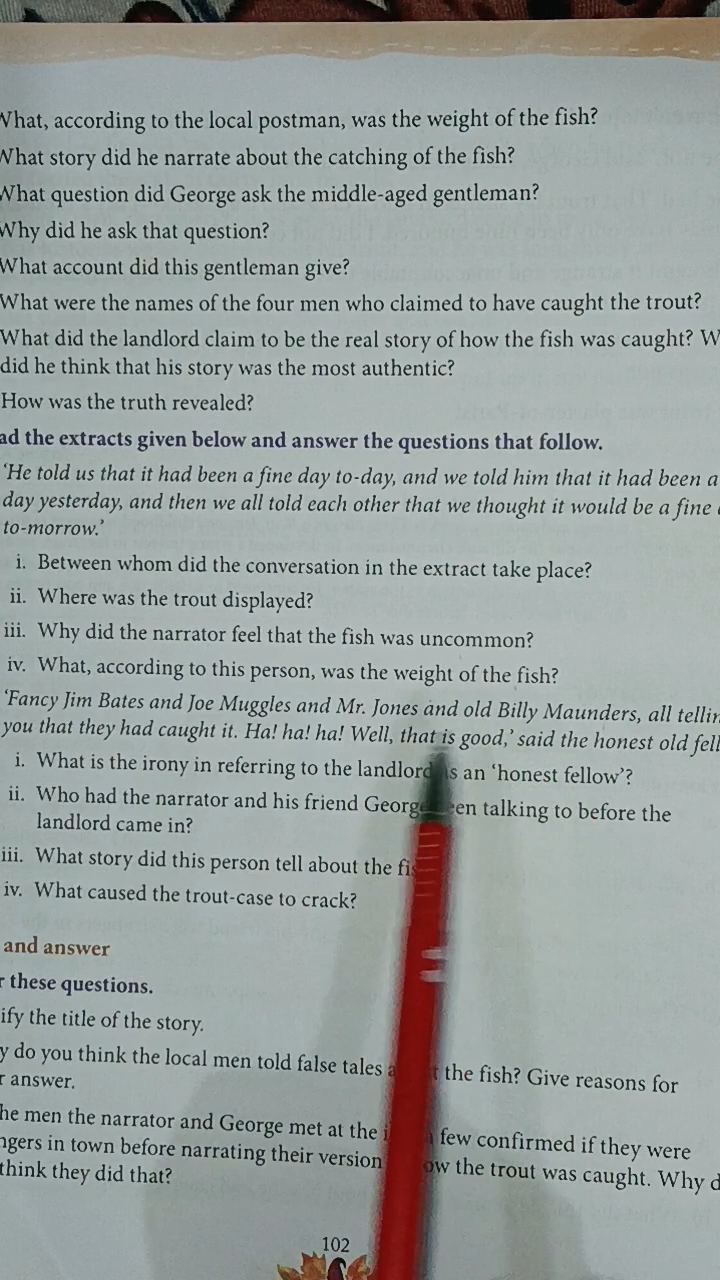 What, according to the local postman, was the weight of the fish?
What story did he narrate about the catching of the fish?
What question did George ask the middle-aged gentleman?
Why did he ask that question?
What account did this gentleman give?
What were the names of the four men who claimed to have caught the trout?
What did the landlord claim to be the real story of how the fish was caught? W
did he think that his story was the most authentic?
How was the truth revealed?
ad the extracts given below and answer the questions that follow.
‘He told us that it had been a fine day to-day, and we told him that it had been a
day yesterday, and then we all told each other that we thought it would be a fine
to-morrow.’
i. Between whom did the conversation in the extract take place?
ii. Where was the trout displayed?
iii. Why did the narrator feel that the fish was uncommon?
iv. What, according to this person, was the weight of the fish?
‘Fancy Jim Bates and Joe Muggles and Mr. Jones and old Billy Maunders, all tellin
you that they had caught it. Ha! ha! ha! Well, that is good,’ said the honest old fell
i. What is the irony in referring to the landlord as an ‘honest fellow’?
ii. Who had the narrator and his friend George been talking to before the
landlord came in?
iii. What story did this person tell about the fis
iv. What caused the trout-case to crack?
and answer
r these questions.
ify the title of the story.
y do you think the local men told false tales a t the fish? Give reasons for
r answer.
he men the narrator and George met at the i few confirmed if they were
ngers in town before narrating their version ow the trout was caught. Why d
think they did that?
102